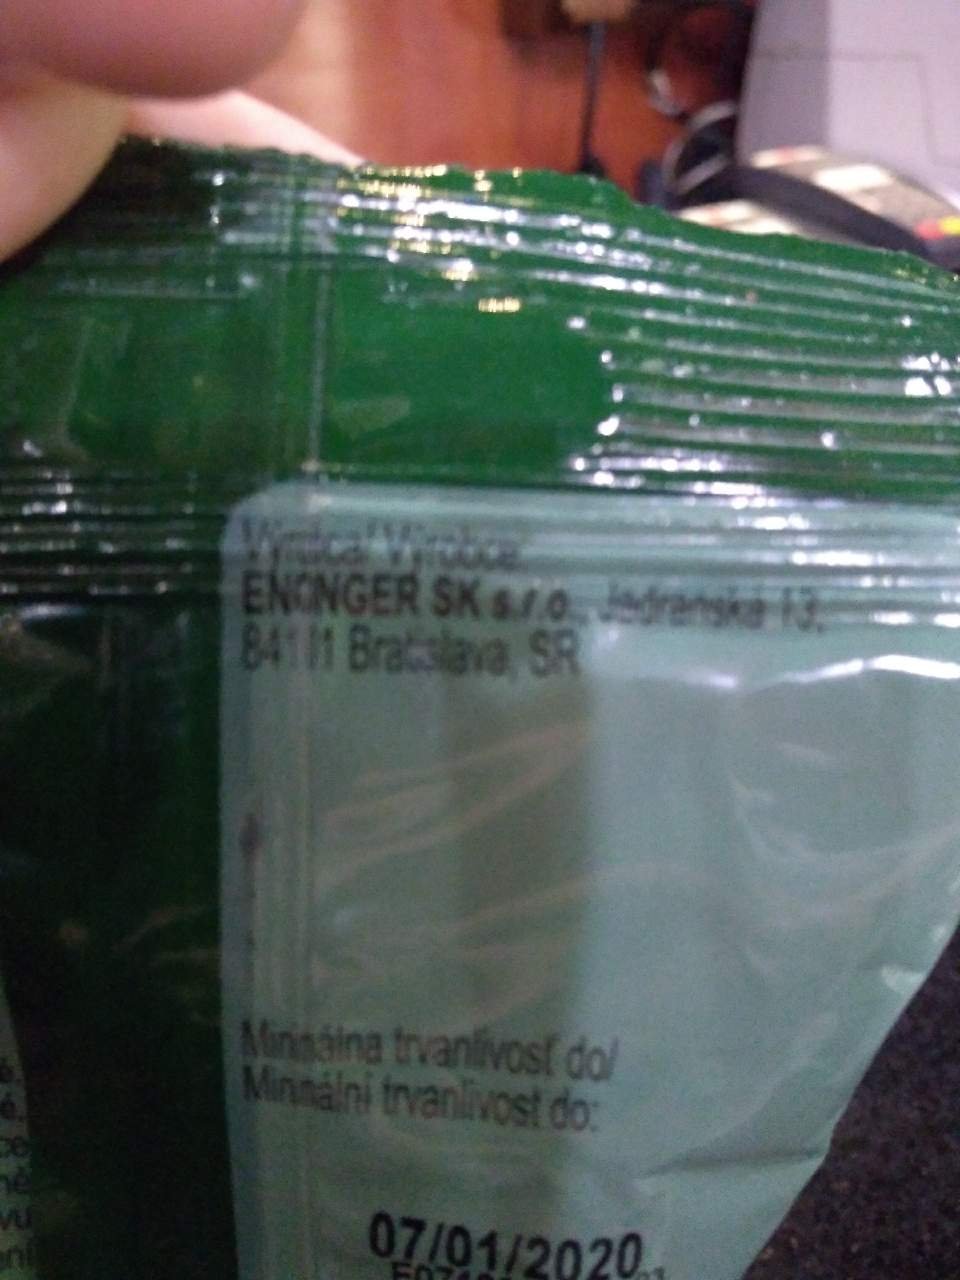 Výrobca/ Výrobce:
ENONGER SK s.r.o., Jadranská 13,
841 01 Bratislava, SR
Minimálna trvanlivosť do/
Minimální trvanlivost do:
07/01/2020